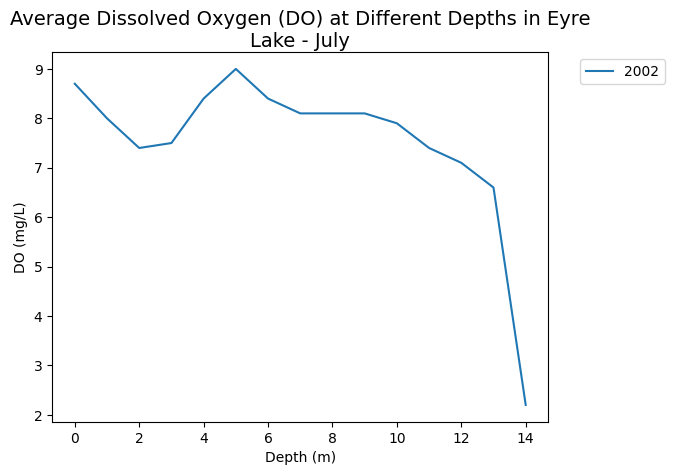 Average Dissolved Oxygen (DO) at Different Depths in Eyre
Lake - July
2002
9
8
7
6
5
4
3
2
DO (mg/L)
0 2 4 6 8 10 12 14
Depth (m)